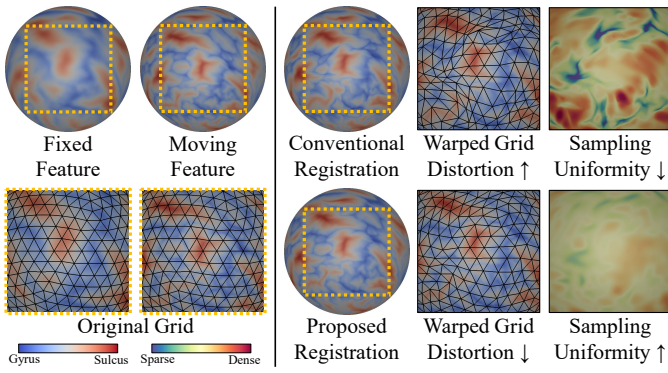 Fixed
Feature
Moving
Feature
Original Grid
Gyrus
Sulcus
Sparse
Dense
Conventional
Registration
Warped Grid
Distortion ↑
Sampling
Uniformity ↓
Proposed
Registration
Warped Grid
Distortion ↓
Sampling
Uniformity ↑